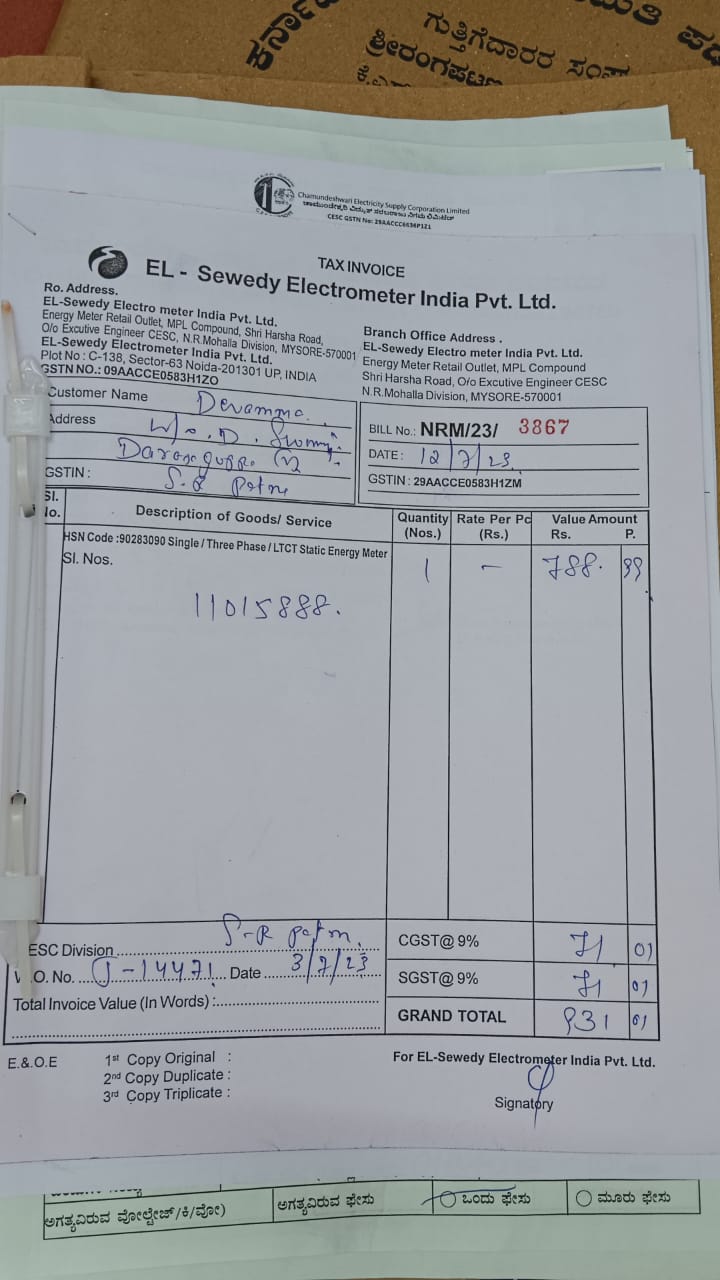 ಕರ್ನಾ
ಗುತ್ತಿಗೆದಾರರ ಸಂಘ
ಶ್ರೀರಂಗಪಟ್ಟಣ
Chamundeshwari Electricity Supply Corporation Limited
ಚಾಮುಂಡೇಶ್ವರಿ ವಿದ್ಯುತ್ ಸರಬರಾಜು ನಿಗಮ ಲಿಮಿಟೆಡ್
TAX INVOICE
EL - Sewedy Electrometer India Pvt. Ltd.
Ro. Address.
EL-Sewedy Electro meter India Pvt. Ltd.
Energy Meter Retail Outlet, MPL Compound, Shri Harsha Road,
O/o Excutive Engineer CESC, N.R.Mohalla Division, MYSORE-570001
EL-Sewedy Electrometer India Pvt. Ltd.
Plot No : C-138, Sector-63 Noida-201301 UP, INDIA
GSTN NO.: 09AACCE0583H1ZO
Branch Office Address .
EL-Sewedy Electro meter India Pvt. Ltd.
Energy Meter Retail Outlet, MPL Compound
Shri Harsha Road, O/o Excutive Engineer CESC
N.R.Mohalla Division, MYSORE-570001
Customer Name Devamma
Address W/o. D. Swamy
GSTIN :
BILL No.: NRM/23/ 3867
DATE : 12/7/23
GSTIN : 29AACCE0583H1ZM
Sl. No. Description of Goods/ Service Quantity (Nos.) Rate Per Pc (Rs.) Value Amount Rs. P.
HSN Code :90283090 Single / Three Phase / LTCT Static Energy Meter
Sl. Nos. 1 - 788. 99
11015888.
ESC Division S-R Patn
CGST@ 9% 71 01
W.O. No. J-14471 Date 3/7/23
SGST@ 9% 71 01
Total Invoice Value (In Words) :
GRAND TOTAL 931 01
E.&.O.E
1st Copy Original :
2nd Copy Duplicate :
3rd Copy Triplicate :
For EL-Sewedy Electrometer India Pvt. Ltd.
Signatory
ಅಗತ್ಯವಿರುವ ವೋಲ್ಟೇಜ್/ಕಿ/ವೋ)
ಅಗತ್ಯವಿರುವ ಫೇಸು
ಒಂದು ಫೇಸು
ಮೂರು ಫೇಸು